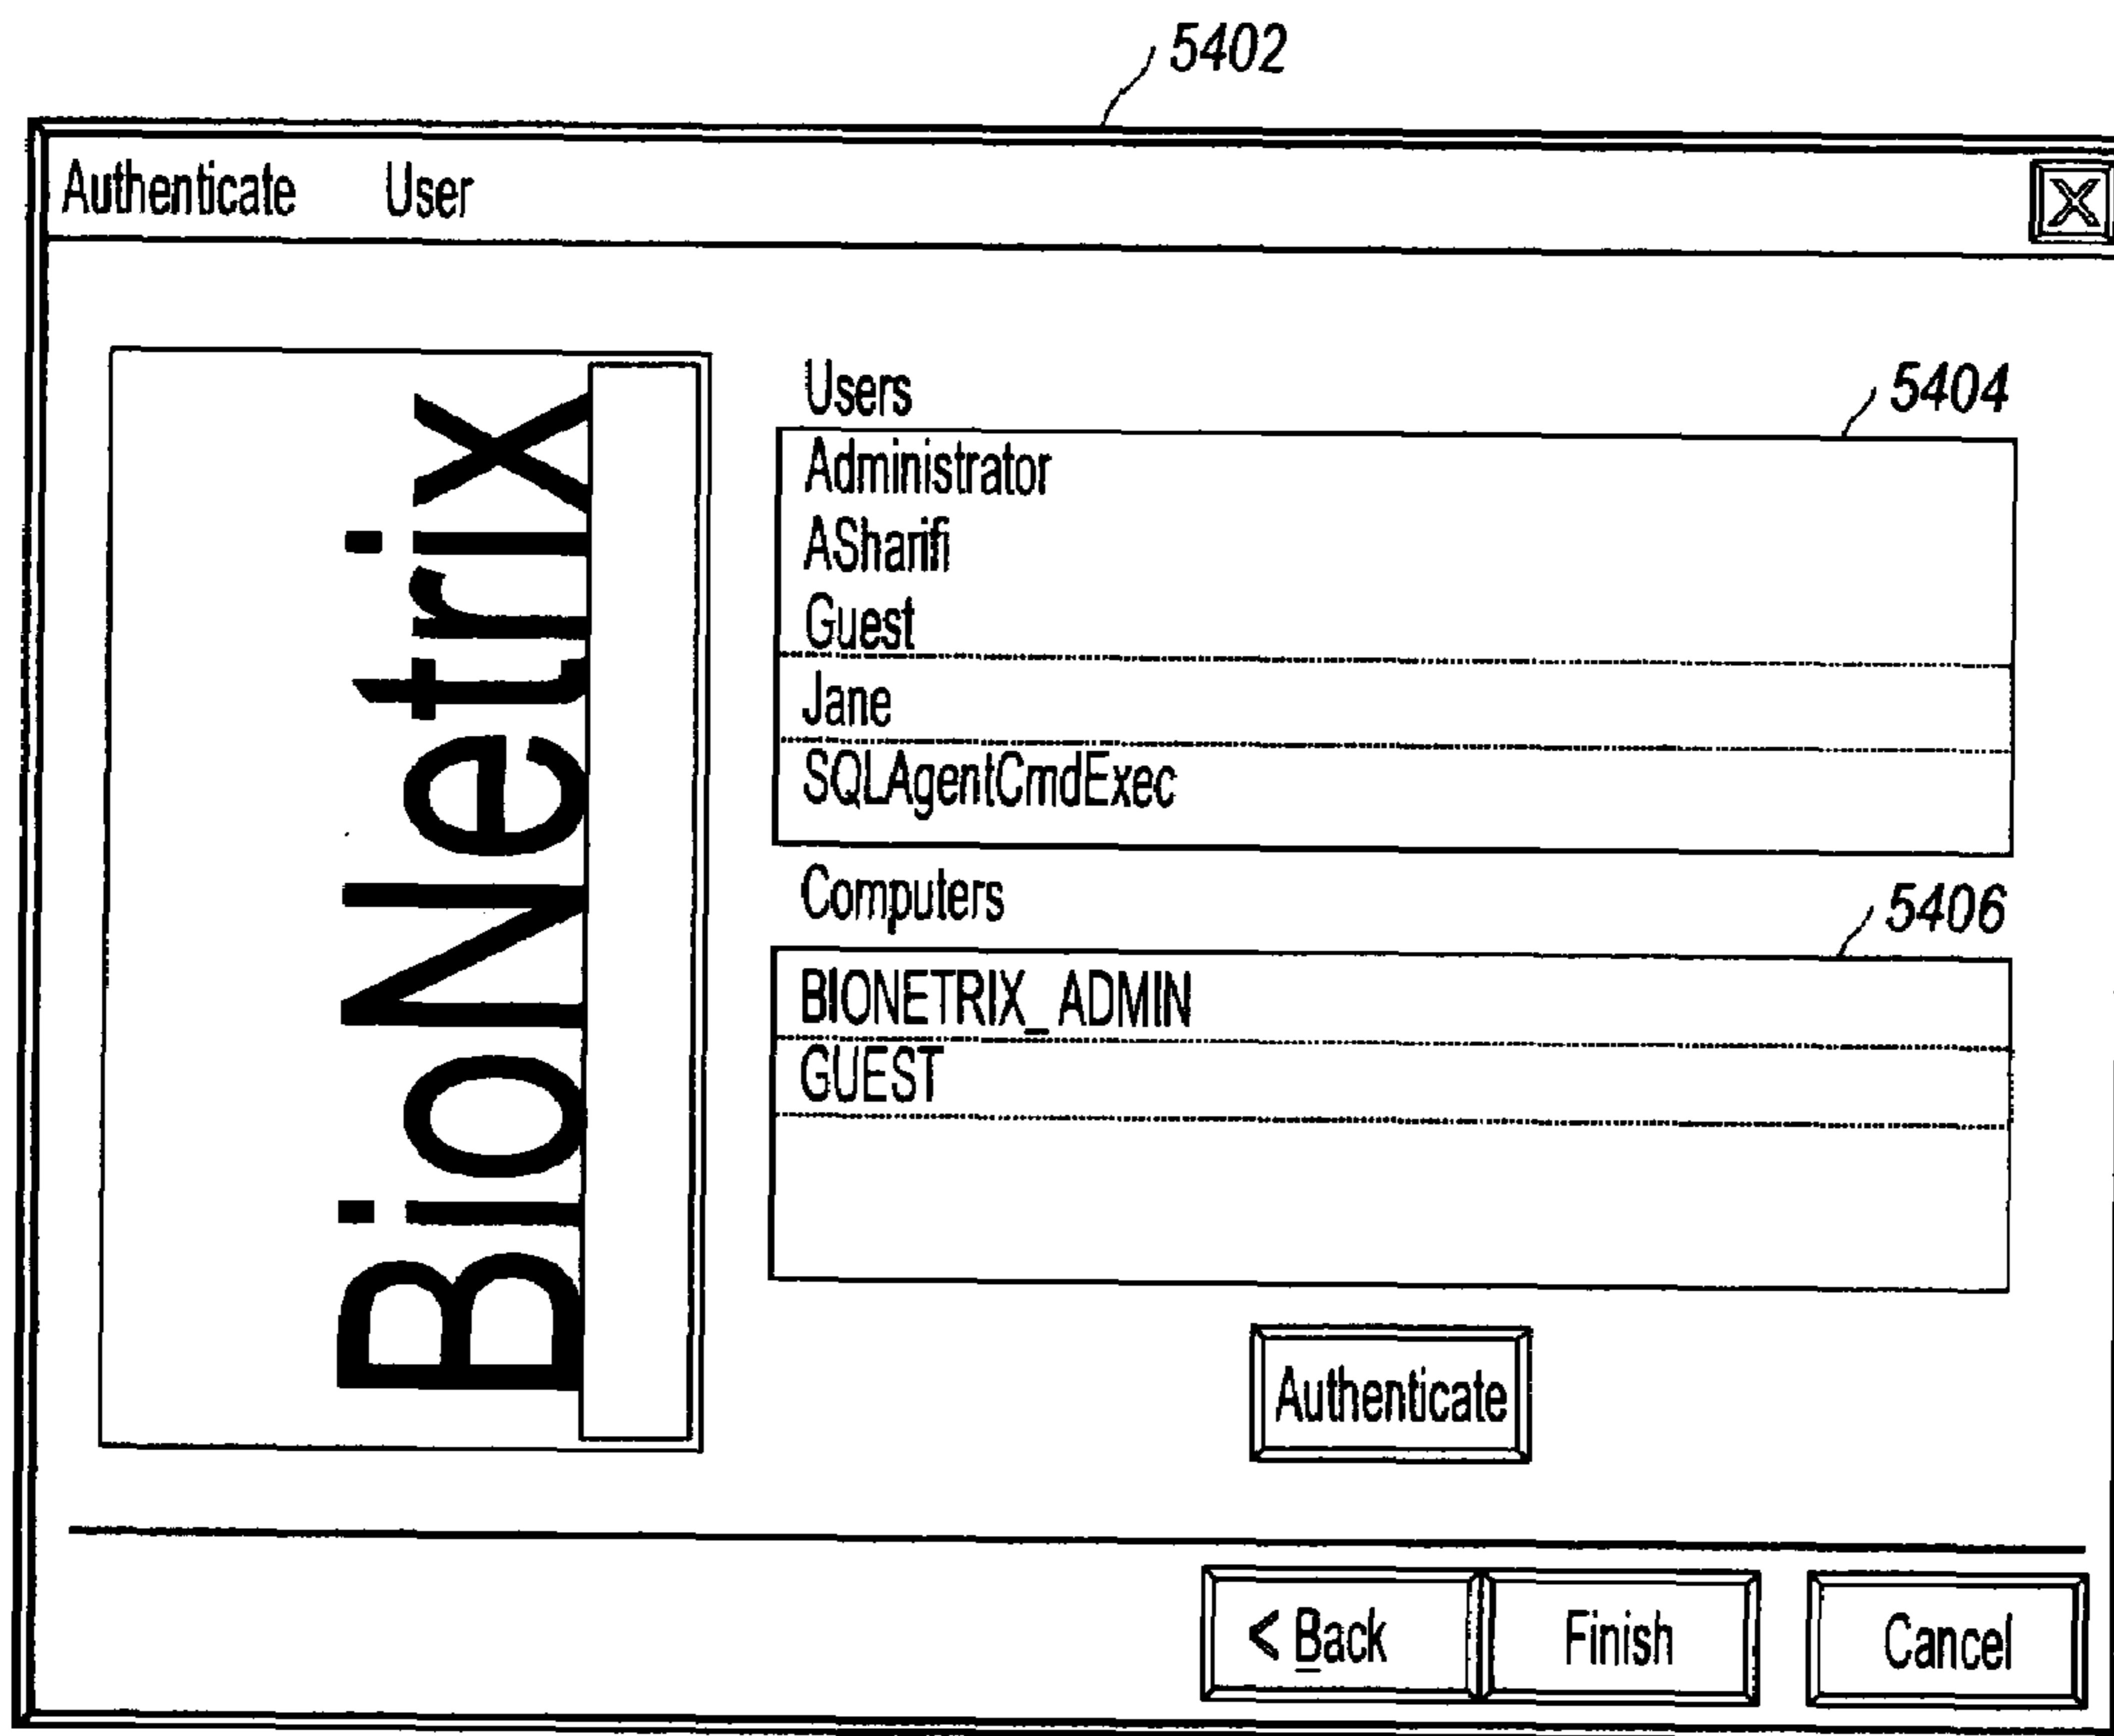 5402
Authenticate User
X
BioNetrix
Users
5404
Administrator
ASharifi
Guest
Jane
SQLAgentCmdExec
Computers
5406
BIONETRIX_ADMIN
GUEST
Authenticate
< Back Finish Cancel